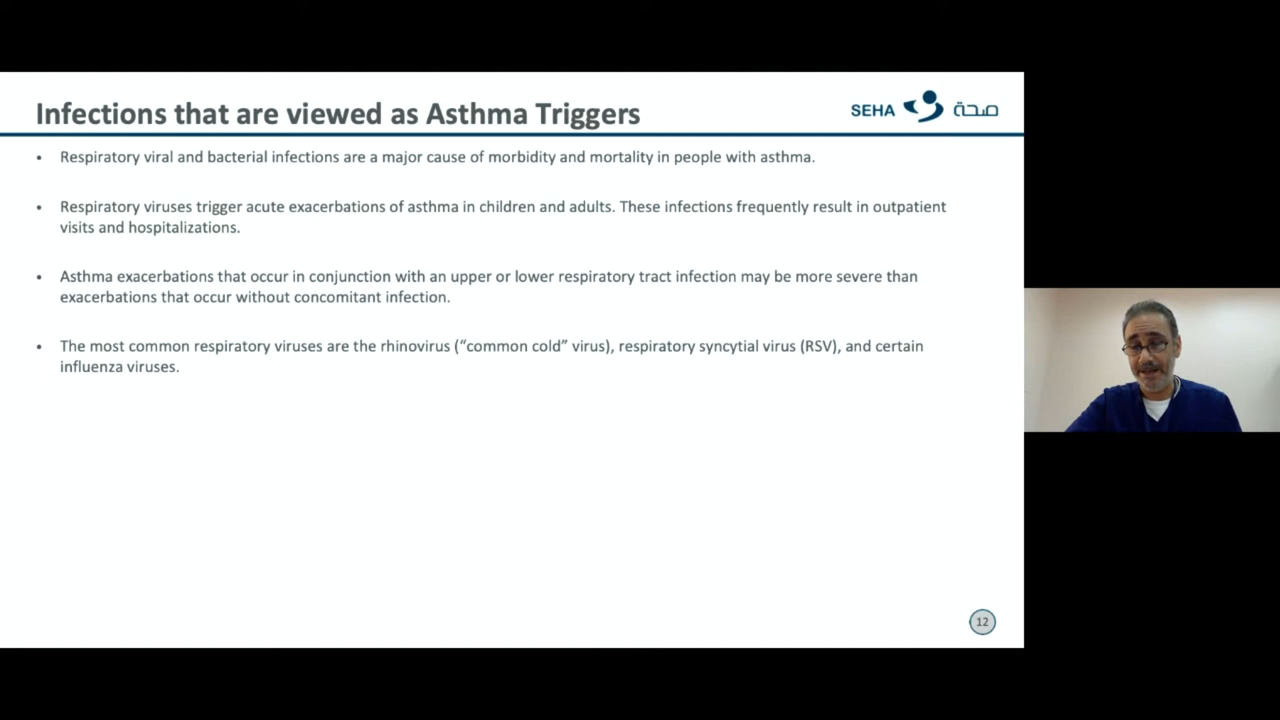 Infections that are viewed as Asthma Triggers
SEHA صحة
• Respiratory viral and bacterial infections are a major cause of morbidity and mortality in people with asthma.
• Respiratory viruses trigger acute exacerbations of asthma in children and adults. These infections frequently result in outpatient
visits and hospitalizations.
• Asthma exacerbations that occur in conjunction with an upper or lower respiratory tract infection may be more severe than
exacerbations that occur without concomitant infection.
• The most common respiratory viruses are the rhinovirus (“common cold” virus), respiratory syncytial virus (RSV), and certain
influenza viruses.
12